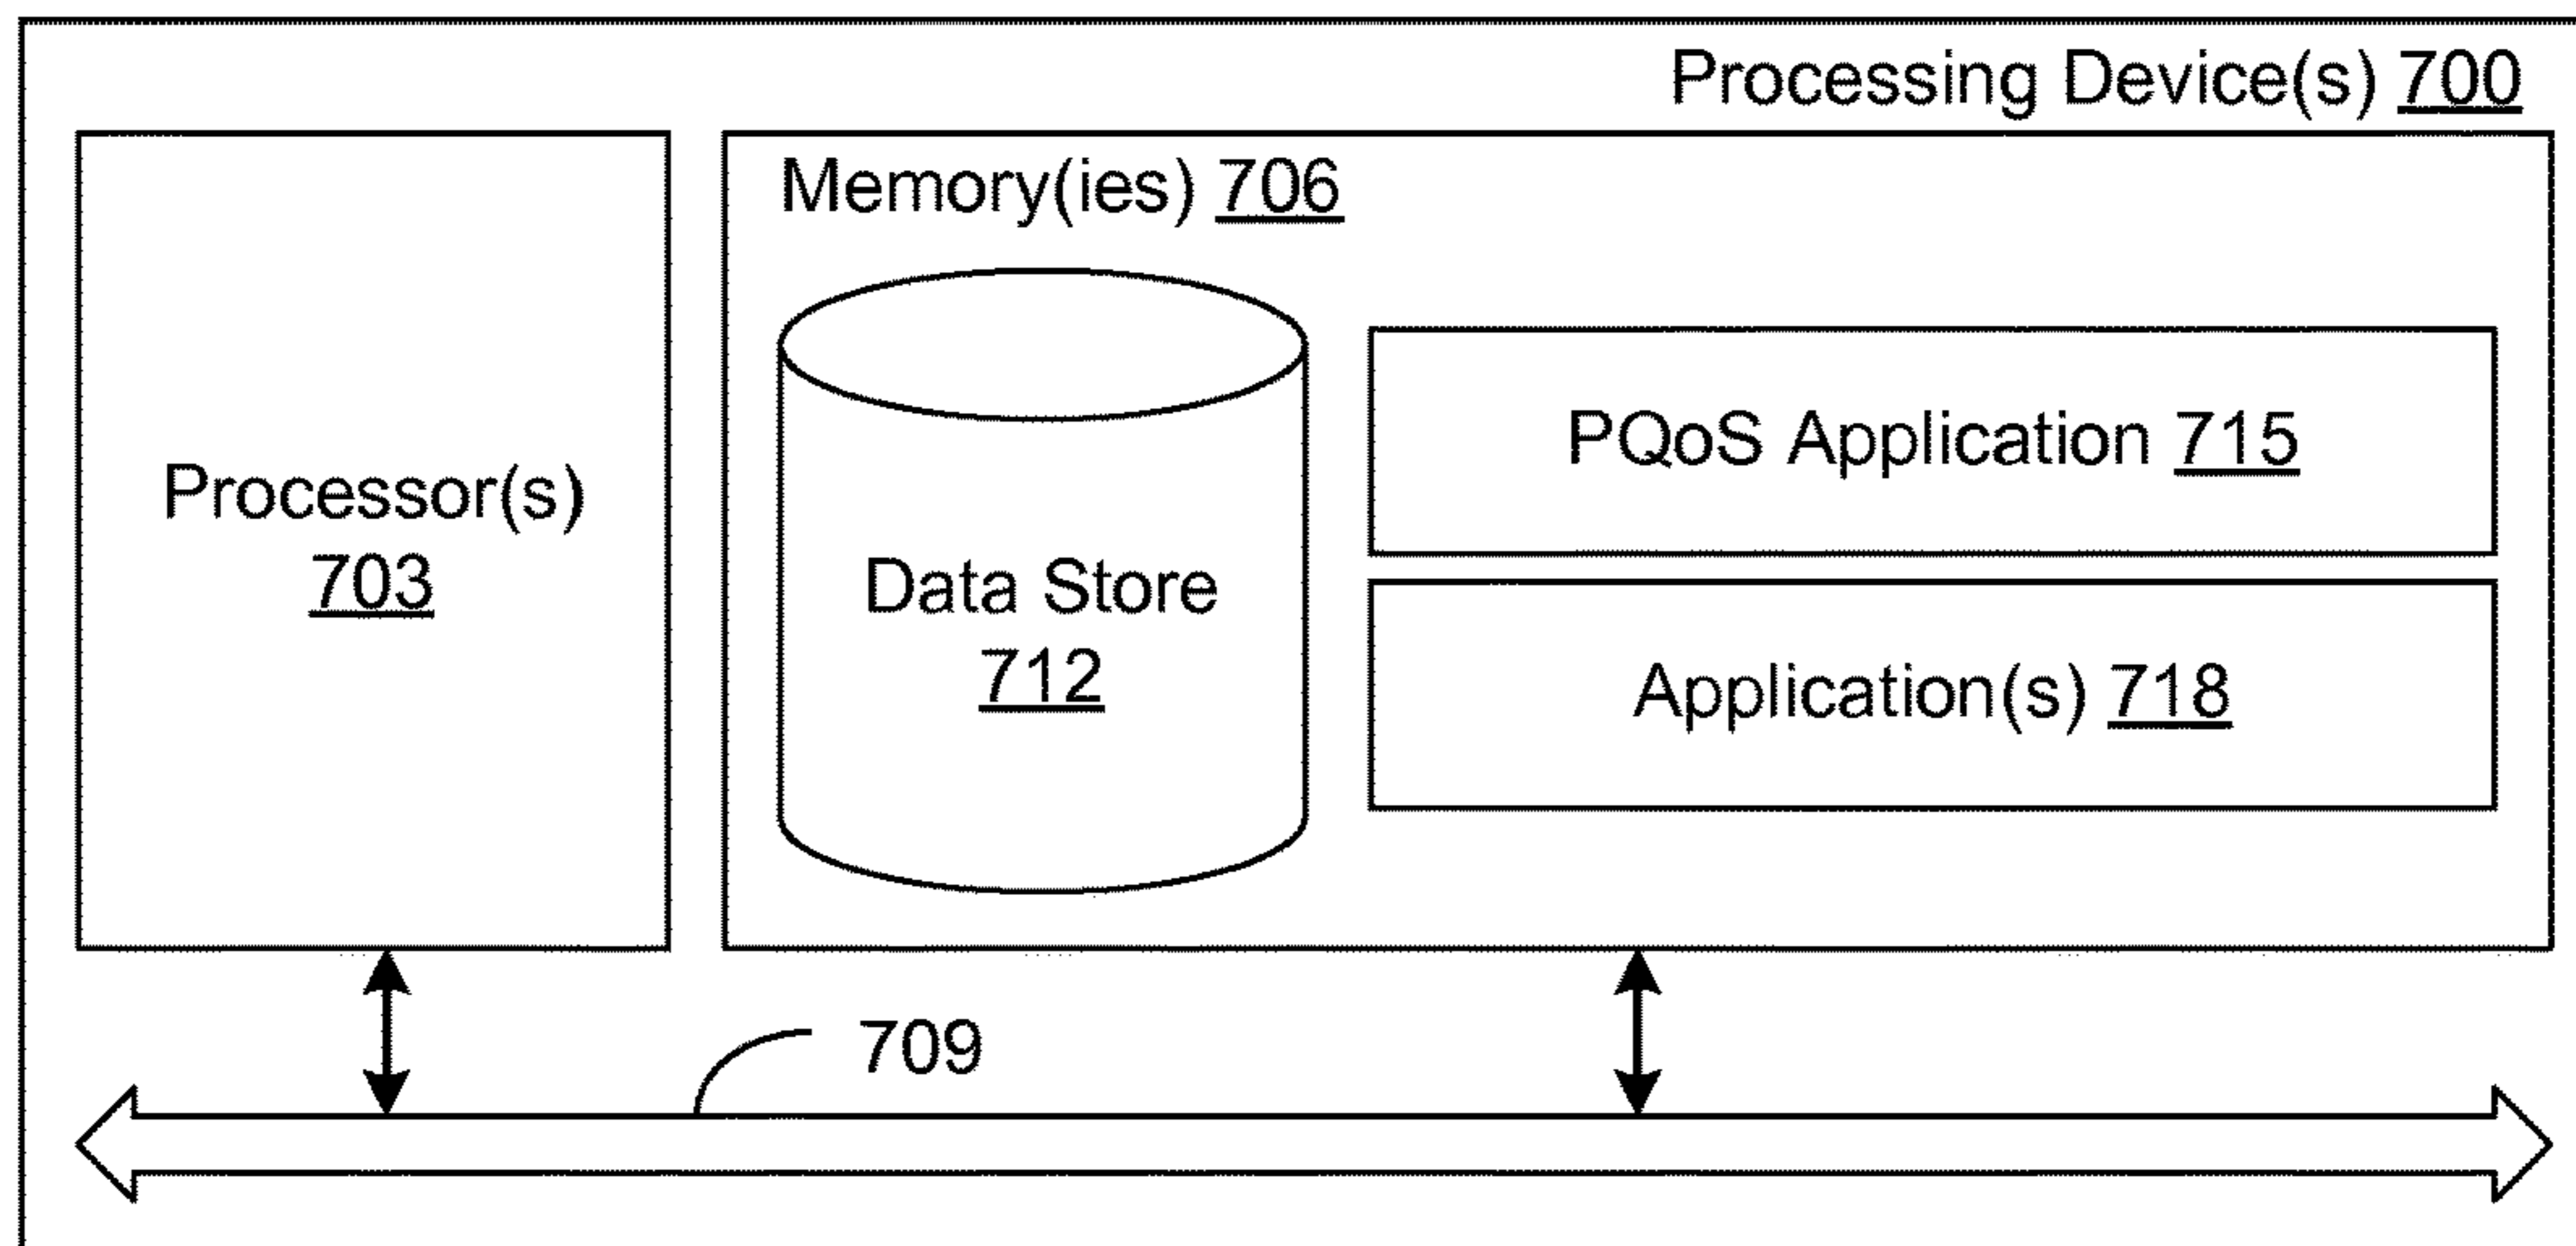 Processing Device(s) 700
Memory(ies) 706
Processor(s)
703
Data Store
712
PQoS Application 715
Application(s) 718
709